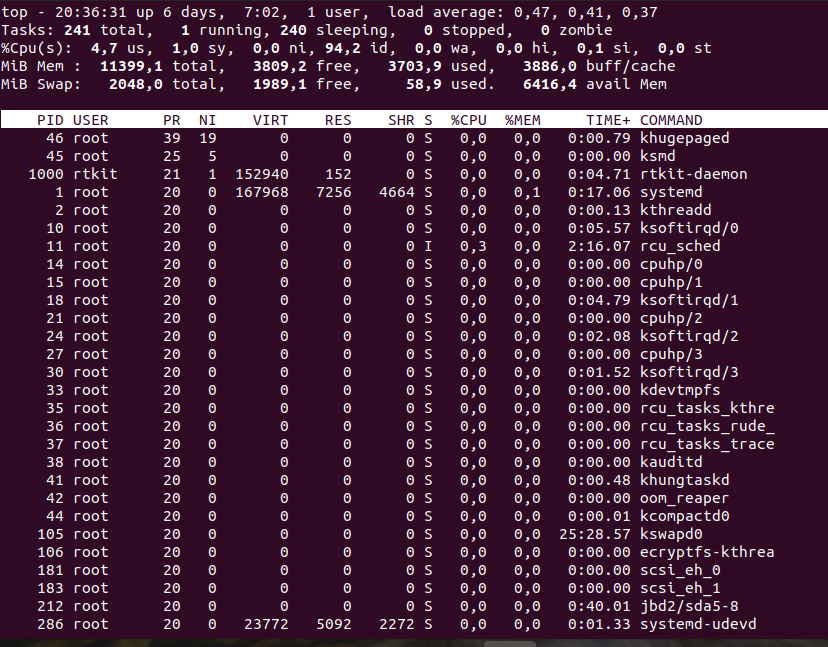 top - 20:36:31 up 6 days,  7:02,  1 user,  load average: 0,47, 0,41, 0,37
Tasks: 241 total,   1 running, 240 sleeping,   0 stopped,   0 zombie
%Cpu(s):  4,7 us,  1,0 sy,  0,0 ni, 94,2 id,  0,0 wa,  0,0 hi,  0,1 si,  0,0 st
MiB Mem :  11399,1 total,   3809,2 free,   3703,9 used,   3886,0 buff/cache
MiB Swap:   2048,0 total,   1989,1 free,     58,9 used.   6416,4 avail Mem
PID USER      PR  NI    VIRT    RES    SHR S  %CPU  %MEM     TIME+ COMMAND
46 root      39  19       0      0      0 S   0,0   0,0   0:00.79 khugepaged
45 root      25   5       0      0      0 S   0,0   0,0   0:00.00 ksmd
1000 rtkit     21   1  152940    152      0 S   0,0   0,0   0:04.71 rtkit-daemon
1 root      20   0  167968   7256   4664 S   0,0   0,1   0:17.06 systemd
2 root      20   0       0      0      0 S   0,0   0,0   0:00.13 kthreadd
10 root      20   0       0      0      0 S   0,0   0,0   0:05.57 ksoftirqd/0
11 root      20   0       0      0      0 I   0,3   0,0   2:16.07 rcu_sched
14 root      20   0       0      0      0 S   0,0   0,0   0:00.00 cpuhp/0
15 root      20   0       0      0      0 S   0,0   0,0   0:00.00 cpuhp/1
18 root      20   0       0      0      0 S   0,0   0,0   0:04.79 ksoftirqd/1
21 root      20   0       0      0      0 S   0,0   0,0   0:00.00 cpuhp/2
24 root      20   0       0      0      0 S   0,0   0,0   0:02.08 ksoftirqd/2
27 root      20   0       0      0      0 S   0,0   0,0   0:00.00 cpuhp/3
30 root      20   0       0      0      0 S   0,0   0,0   0:01.52 ksoftirqd/3
33 root      20   0       0      0      0 S   0,0   0,0   0:00.00 kdevtmpfs
35 root      20   0       0      0      0 S   0,0   0,0   0:00.00 rcu_tasks_kthre
36 root      20   0       0      0      0 S   0,0   0,0   0:00.00 rcu_tasks_rude_
37 root      20   0       0      0      0 S   0,0   0,0   0:00.00 rcu_tasks_trace
38 root      20   0       0      0      0 S   0,0   0,0   0:00.00 kauditd
41 root      20   0       0      0      0 S   0,0   0,0   0:00.48 khungtaskd
42 root      20   0       0      0      0 S   0,0   0,0   0:00.00 oom_reaper
44 root      20   0       0      0      0 S   0,0   0,0   0:00.01 kcompactd0
105 root      20   0       0      0      0 S   0,0   0,0  25:28.57 kswapd0
106 root      20   0       0      0      0 S   0,0   0,0   0:00.00 ecryptfs-kthrea
181 root      20   0       0      0      0 S   0,0   0,0   0:00.00 scsi_eh_0
183 root      20   0       0      0      0 S   0,0   0,0   0:00.00 scsi_eh_1
212 root      20   0       0      0      0 S   0,0   0,0   0:40.01 jbd2/sda5-8
286 root      20   0   23772   5092   2272 S   0,0   0,0   0:01.33 systemd-udevd